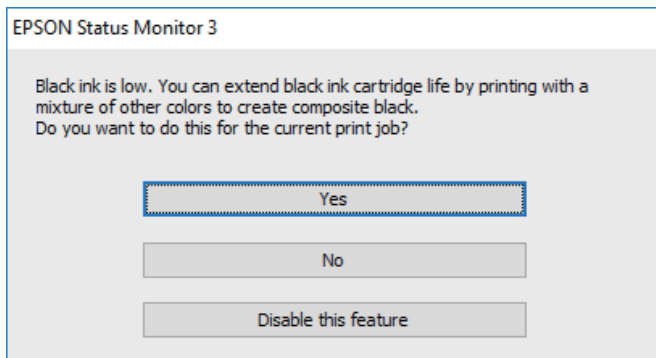 EPSON Status Monitor 3
Black ink is low. You can extend black ink cartridge life by printing with a
mixture of other colors to create composite black.
Do you want to do this for the current print job?
Yes
No
Disable this feature